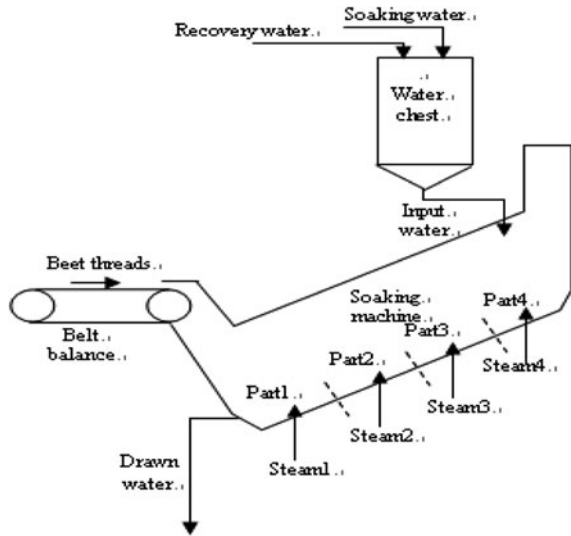 Soaking water.
Recovery water.
Water.
chest.
Input.
water.
Beet threads.
Belt.
balance.
Soaking.
machine.
Part4.
Part3.
Part2.
Part1.
Steam4.
Steam3.
Steam2.
Steam1.
Drawn
water.